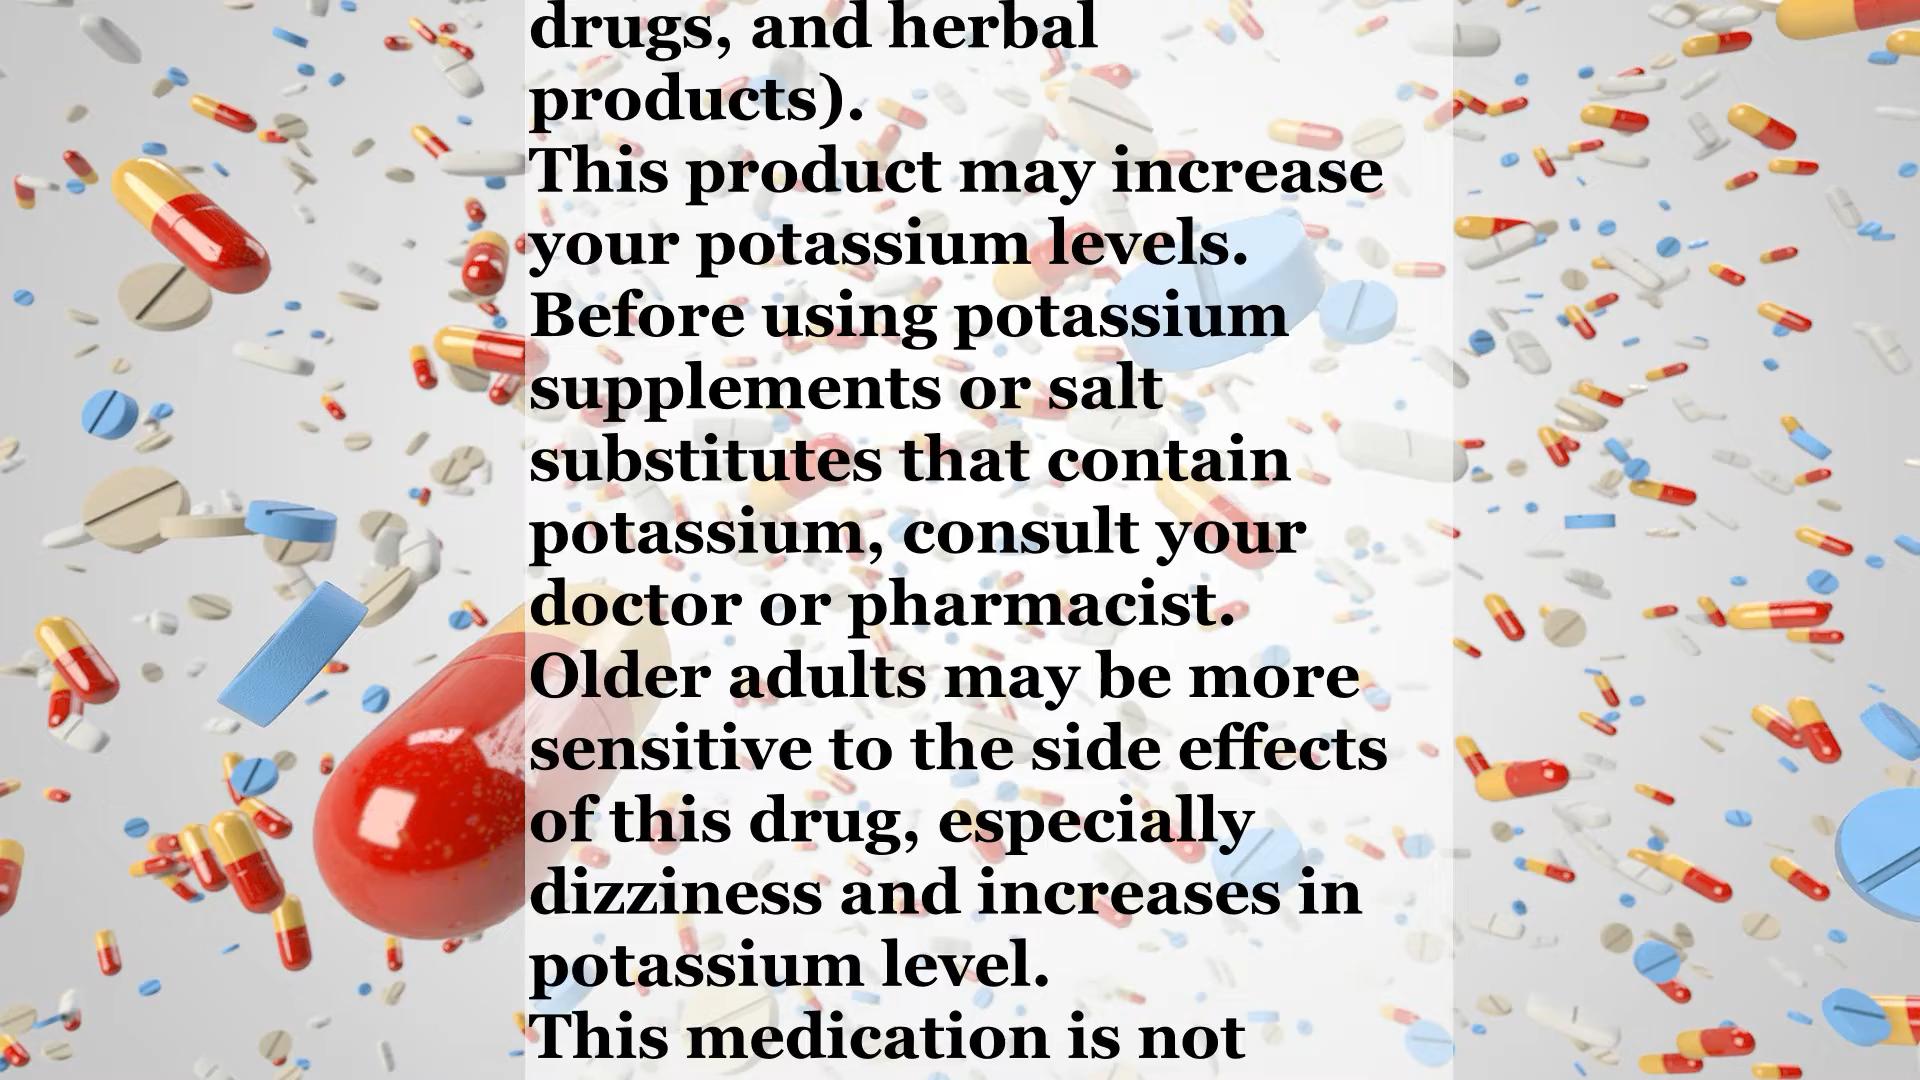 drugs, and herbal
products).
This product may increase
your potassium levels.
Before using potassium
supplements or salt
substitutes that contain
potassium, consult your
doctor or pharmacist.
Older adults may be more
sensitive to the side effects
of this drug, especially
dizziness and increases in
potassium level.
This medication is not